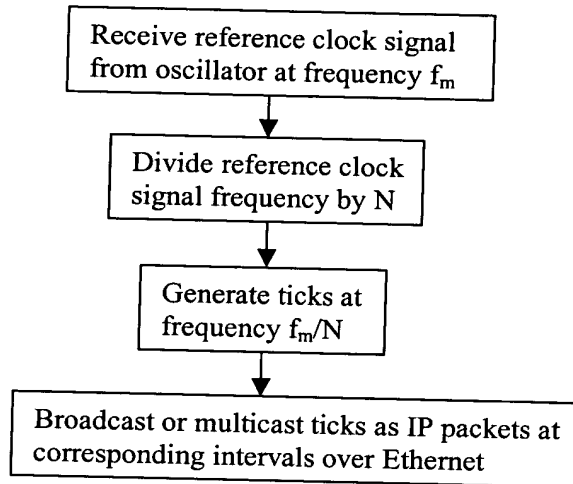 Receive reference clock signal
from oscillator at frequency fₘ
Divide reference clock
signal frequency by N
Generate ticks at
frequency fₘ/N
Broadcast or multicast ticks as IP packets at
corresponding intervals over Ethernet